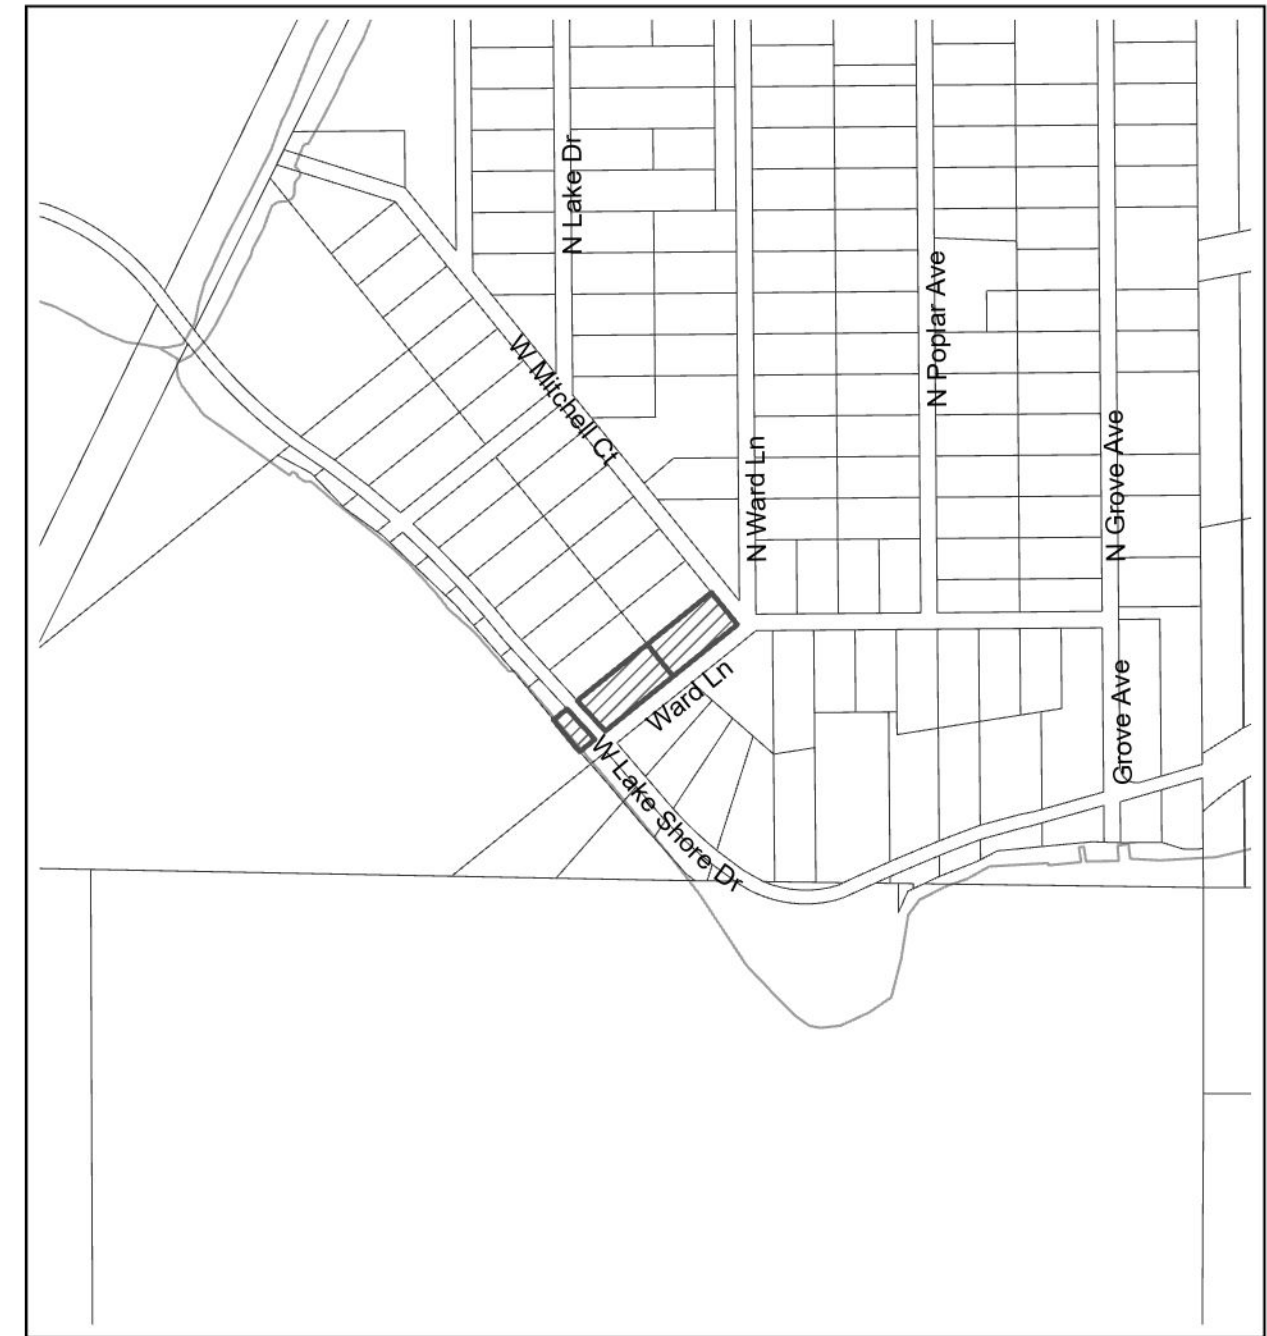 N Lake Dr
W Mitchell Ct
N Poplar Ave
N Ward Ln
N Grove Ave
Ward Ln
Grove Ave
W Lake Shore Dr